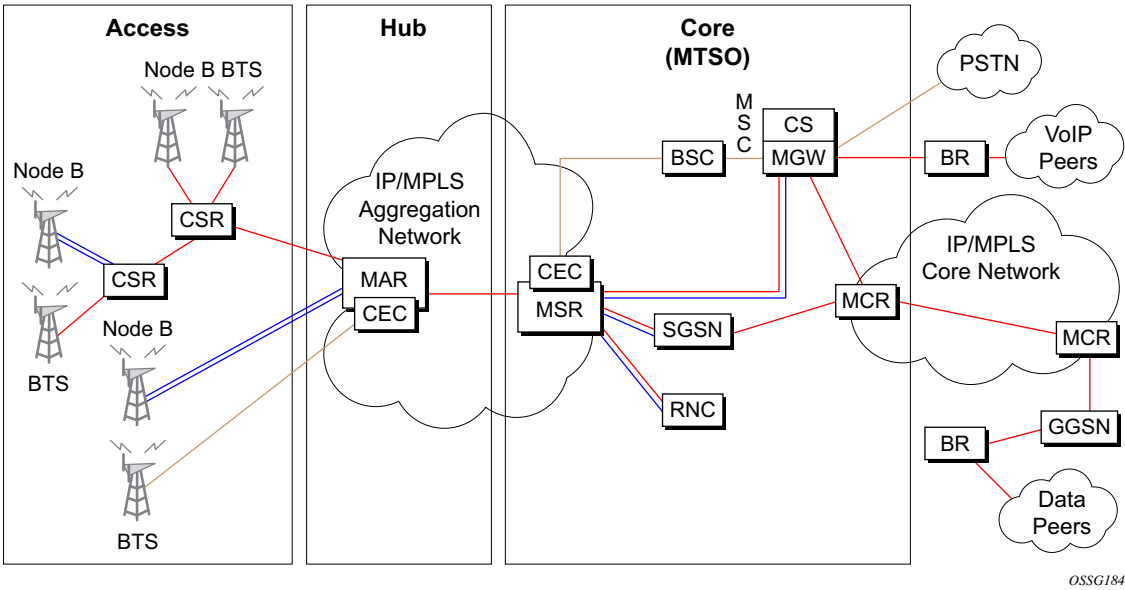 Access
Hub
Core
(MTSO)
Node B BTS
PSTN
M
S
C
CS
MGW
BSC
BR
VoIP
Peers
Node B
IP/MPLS
Aggregation
Network
CSR
CSR
IP/MPLS
Core Network
MAR
CEC
CEC
MSR
MCR
SGSN
MCR
Node B
BTS
RNC
GGSN
BR
Data
Peers
BTS
OSSG184